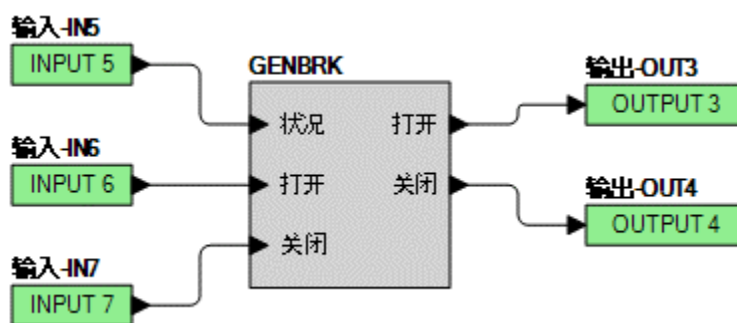 输入-IN5
INPUT 5
输入-IN6
INPUT 6
输入-IN7
INPUT 7
GENBRK
状况
打开
关闭
打开
关闭
输出-OUT3
OUTPUT 3
输出-OUT4
OUTPUT 4